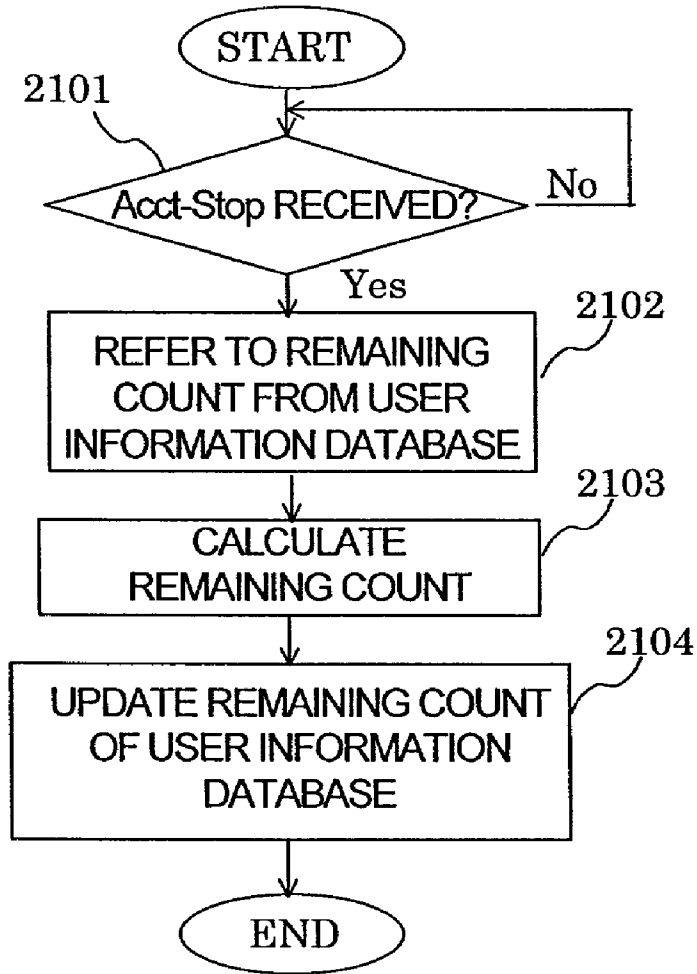 START
2101
Acct-Stop RECEIVED?
No
Yes
2102
REFER TO REMAINING
COUNT FROM USER
INFORMATION DATABASE
2103
CALCULATE
REMAINING COUNT
2104
UPDATE REMAINING COUNT
OF USER INFORMATION
DATABASE
END